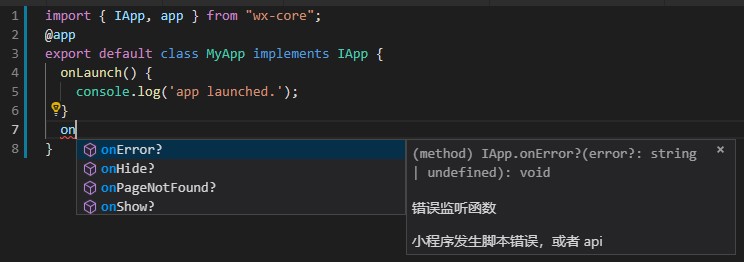 1 import { IApp, app } from "wx-core";
2 @app
3 export default class MyApp implements IApp {
4 onLaunch() {
5 console.log('app launched.');
6 }
7 on
8 }
onError?
onHide?
onPageNotFound?
onShow?
(method) IApp.onError?(error?: string
| undefined): void
错误监听函数
小程序发生脚本错误，或者 api